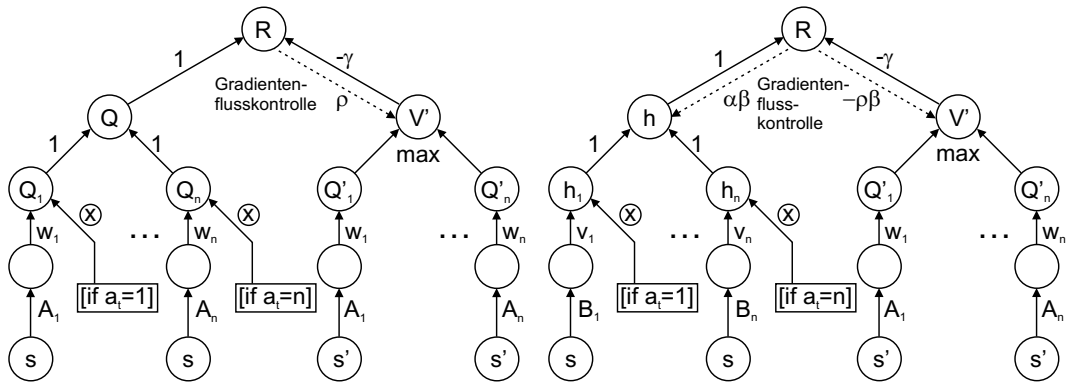 R
1
-γ
Gradienten-
flusskontrolle
ρ
Q
V'
max
1
1
Q₁
Qₙ
Q'₁
Q'ₙ
x
x
w₁
. . .
wₙ
w₁
. . .
wₙ
[if aₜ=1]
[if aₜ=n]
A₁
Aₙ
A₁
Aₙ
s
s
s'
s'
R
1
-γ
αβ
Gradienten-
fluss-
kontrolle
−ρβ
h
V'
max
1
1
h₁
hₙ
Q'₁
Q'ₙ
x
x
v₁
. . .
vₙ
w₁
. . .
wₙ
[if aₜ=1]
[if aₜ=n]
B₁
Bₙ
A₁
Aₙ
s
s
s'
s'